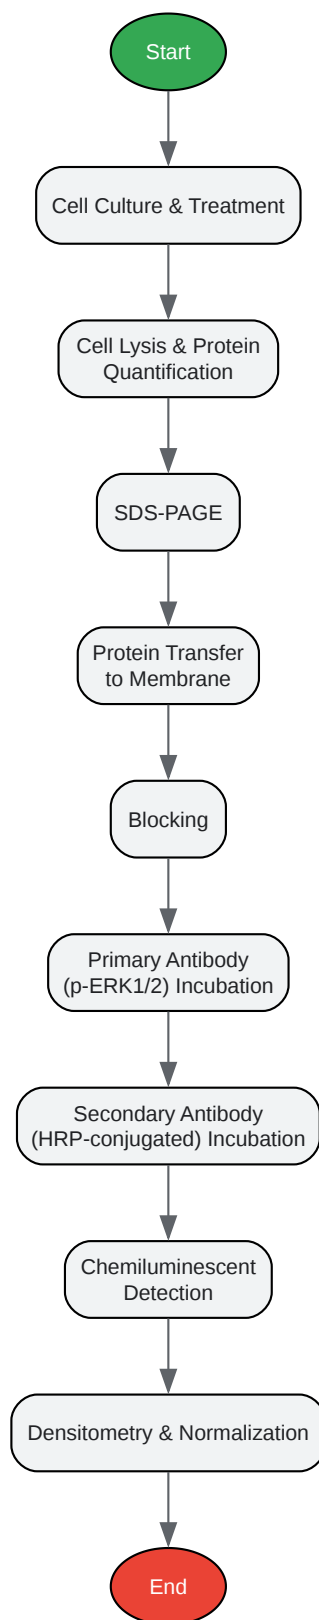 Start
Cell Culture & Treatment
Cell Lysis & Protein
Quantification
SDS-PAGE
Protein Transfer
to Membrane
Blocking
Primary Antibody
(p-ERK1/2) Incubation
Secondary Antibody
(HRP-conjugated) Incubation
Chemiluminescent
Detection
Densitometry & Normalization
End